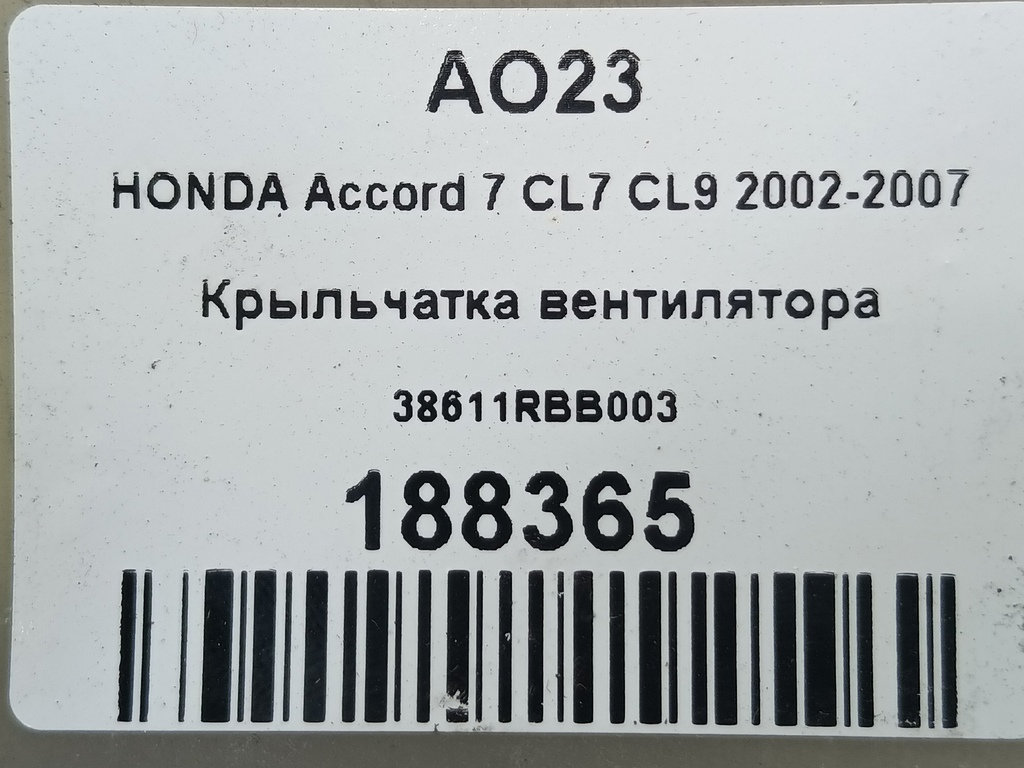 AO23
HONDA Accord 7 CL7 CL9 2002-2007
Крыльчатка вентилятора
38611RBB003
188365